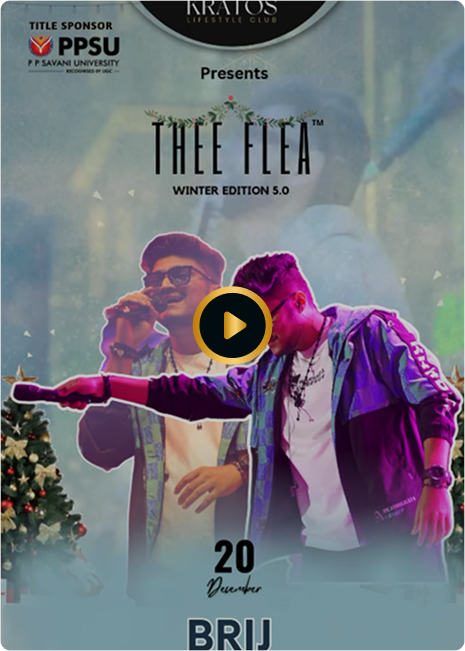 KRATOS
LIFESTYLE CLUB
TITLE SPONSOR
PPSU
P P SAVANI UNIVERSITY
RECOGNISED BY UGC
Presents
THEE FLEA™
WINTER EDITION 5.0
20
December
BRIJ